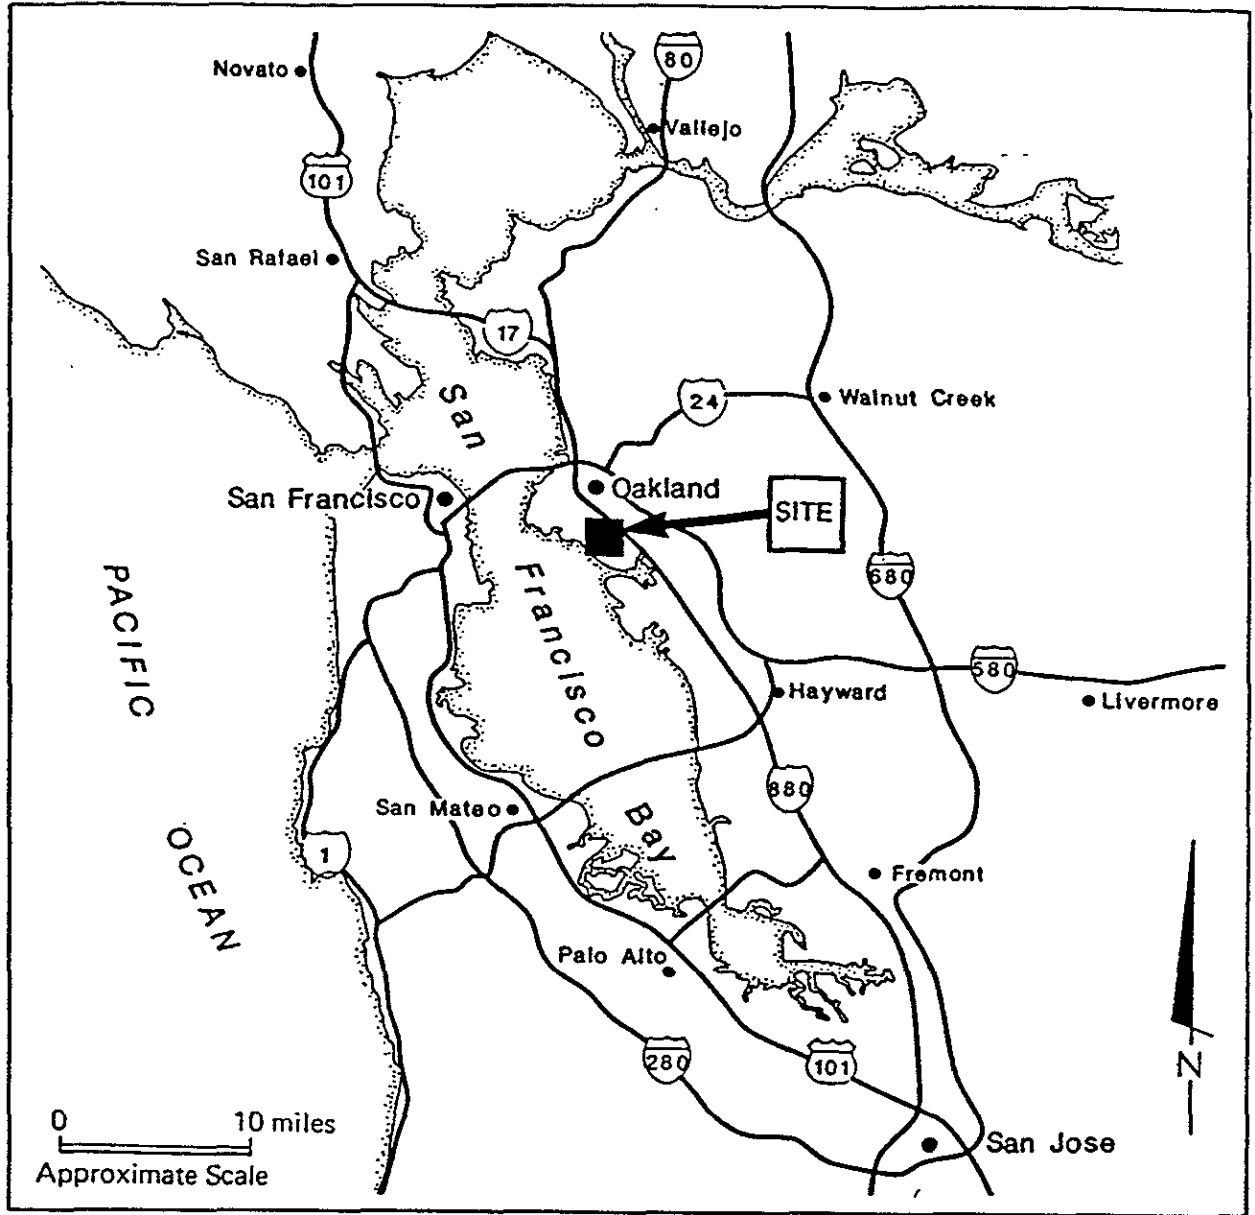 Novato
80
Vallejo
101
San Rafael
17
San
24
Walnut Creek
San Francisco
Oakland
SITE
PACIFIC
Francisco
680
580
Hayward
Livermore
880
San Mateo
Bay
1
OCEAN
Fremont
Palo Alto
280
101
N
0 10 miles
Approximate Scale
San Jose